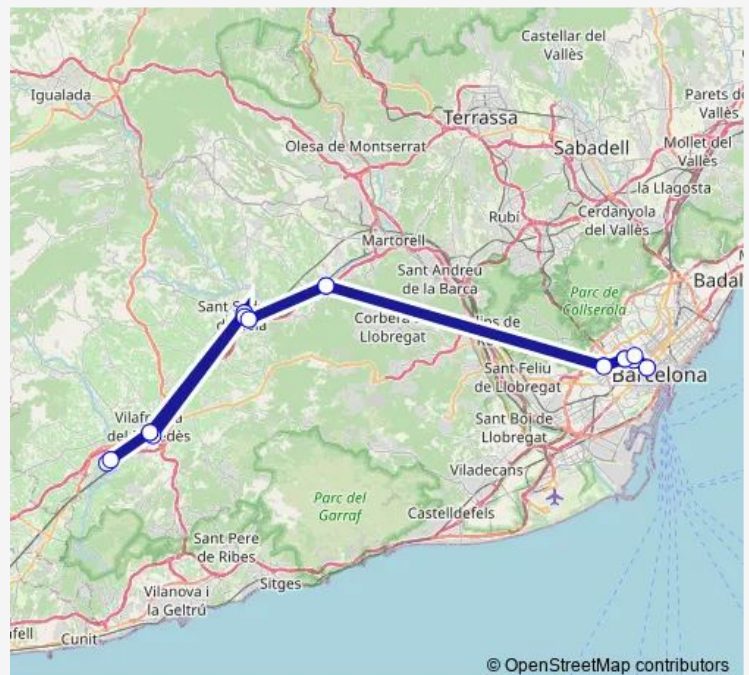 Castellar del
Vallès
Igualada
Parets d
Vallès
Terrassa
Olesa de Montserrat
Sabadell
Mollet del
Vallès
la Llagosta
Rubí
Cerdanyola
del Vallès
Martorell
Sant Andreu
de la Barca
Badal
Parc de
Collserola
Sant S
Corbera
Llobregat
Barcelona
Sant Feliu
de Llobregat
Sant Boi de
Llobregat
Viladecans
Parc del
Garraf
Castelldefels
Sant Pere
de Ribes
Sitges
Vilanova i
la Geltrú
Cunit
© OpenStreetMap contributors